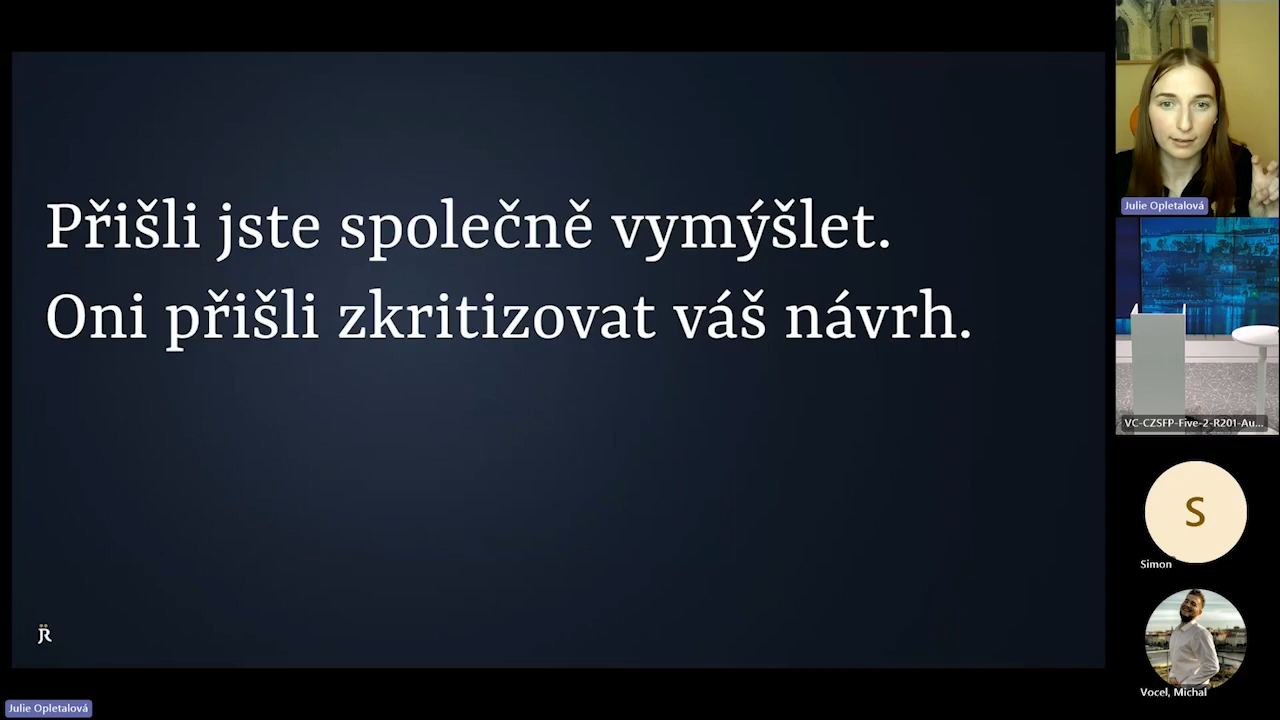 Přišli jste společně vymýšlet.
Oni přišli zkritizovat váš návrh.
JR
Julie Opletalová
Julie Opletalová
VC-CZSFP-Five-2-R201-Au...
S
Simon
Vocel, Michal